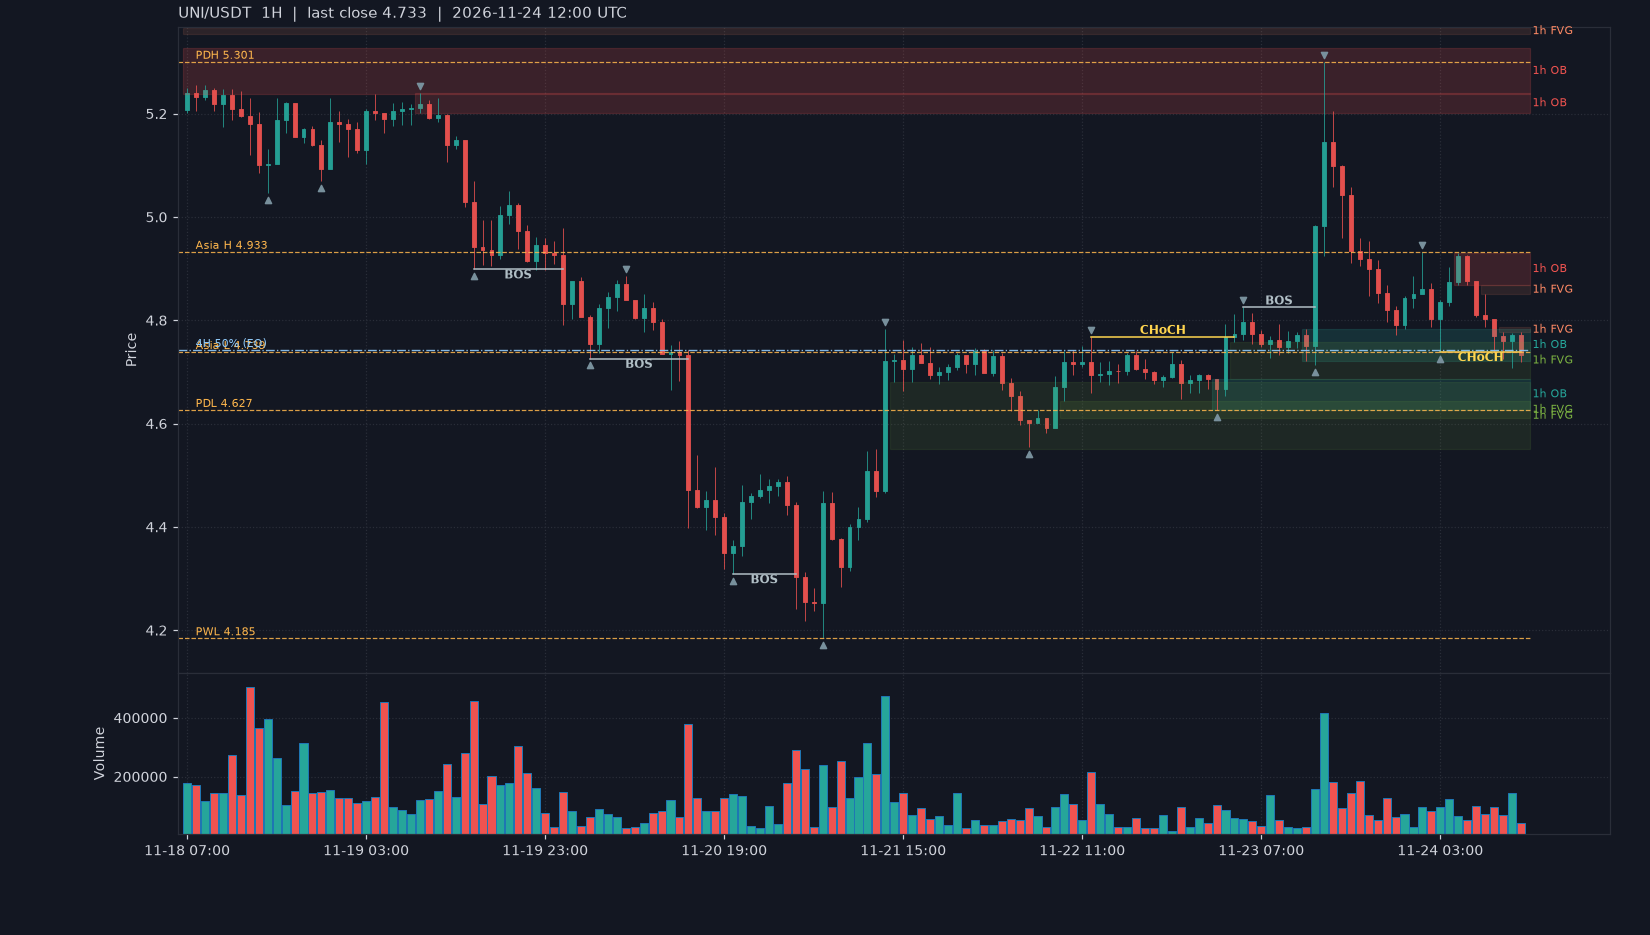 UNI/USDT 1H | last close 4.733 | 2026-11-24 12:00 UTC
1h FVG
PDH 5.301
1h OB
1h OB
5.2
5.0
Asia H 4.933
1h OB
BOS
1h FVG
BOS
4.8
CHoCH
1h FVG
4H 50% (EQ)
1h OB
Price
CHoCH
1h FVG
BOS
1h OB
PDL 4.627
1h FVG
4.6
4.4
BOS
4.2
PWL 4.185
400000
Volume
200000
11-18 07:00
11-19 03:00
11-19 23:00
11-20 19:00
11-21 15:00
11-22 11:00
11-23 07:00
11-24 03:00